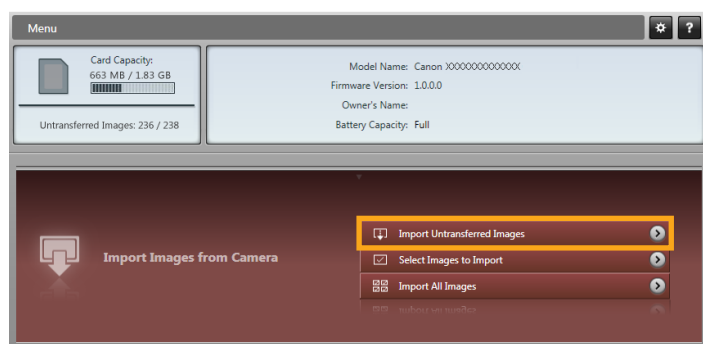 Menu
?
Card Capacity:
663 MB / 1.83 GB
Untransferred Images: 236 / 238
Model Name: Canon XXXXXXXXXXXXX
Firmware Version: 1.0.0.0
Owner's Name:
Battery Capacity: Full
Import Images from Camera
Import Untransferred Images
Select Images to Import
Import All Images